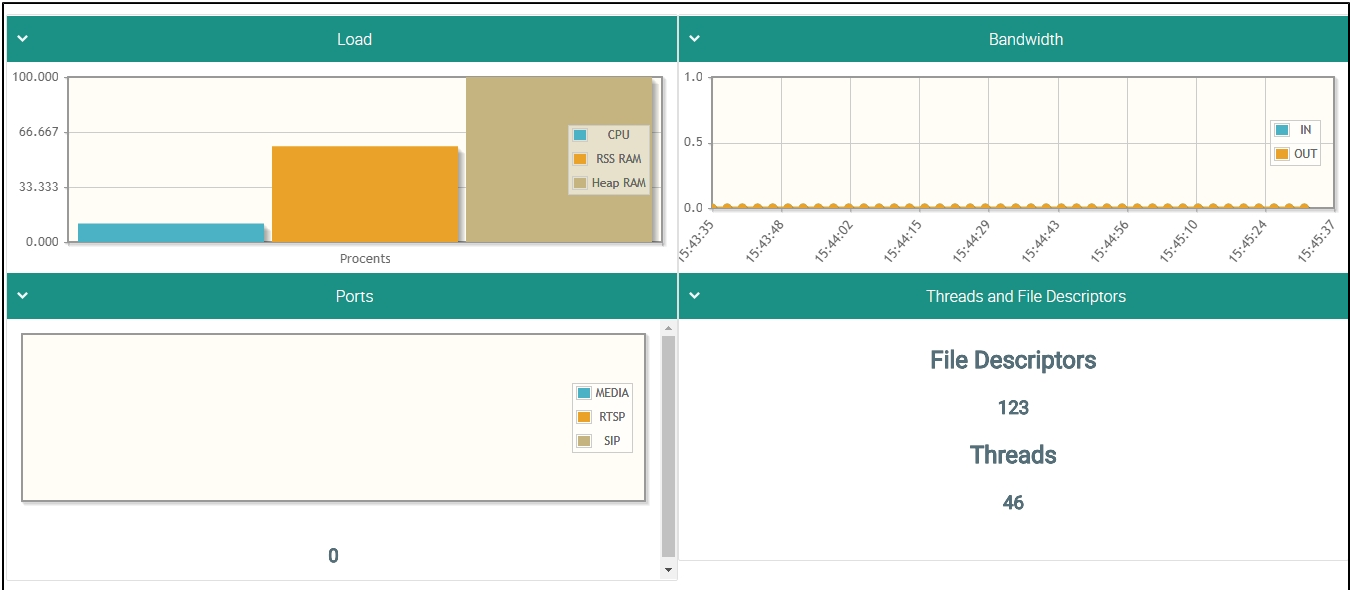 Load
100.000
66.667
33.333
0.000
CPU
RSS RAM
Heap RAM
Procents
Bandwidth
1.0
0.5
0.0
IN
OUT
15:43:35
15:43:48
15:44:02
15:44:15
15:44:29
15:44:43
15:44:56
15:45:10
15:45:24
15:45:37
Ports
MEDIA
RTSP
SIP
0
Threads and File Descriptors
File Descriptors
123
Threads
46